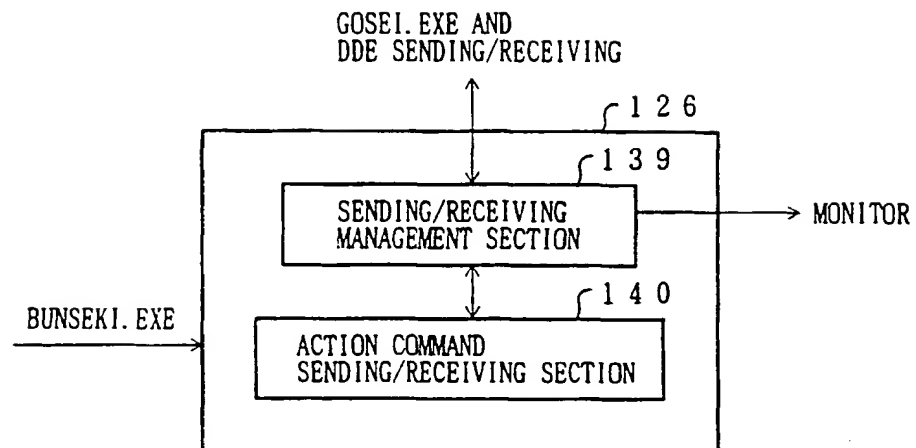 GOSEI.EXE AND
DDE SENDING/RECEIVING
126
139
SENDING/RECEIVING
MANAGEMENT SECTION
MONITOR
140
BUNSEKI.EXE
ACTION COMMAND
SENDING/RECEIVING SECTION